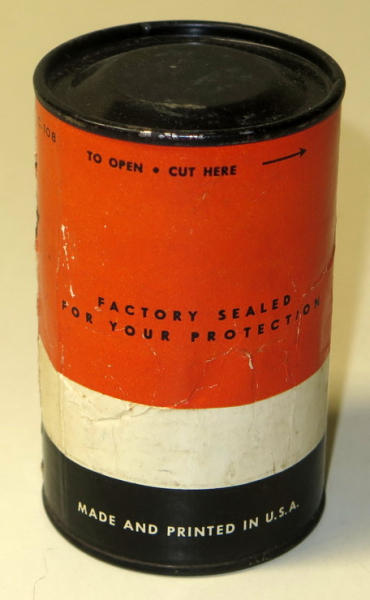 TO OPEN • CUT HERE
FACTORY SEALED
FOR YOUR PROTECTION
MADE AND PRINTED IN U.S.A.